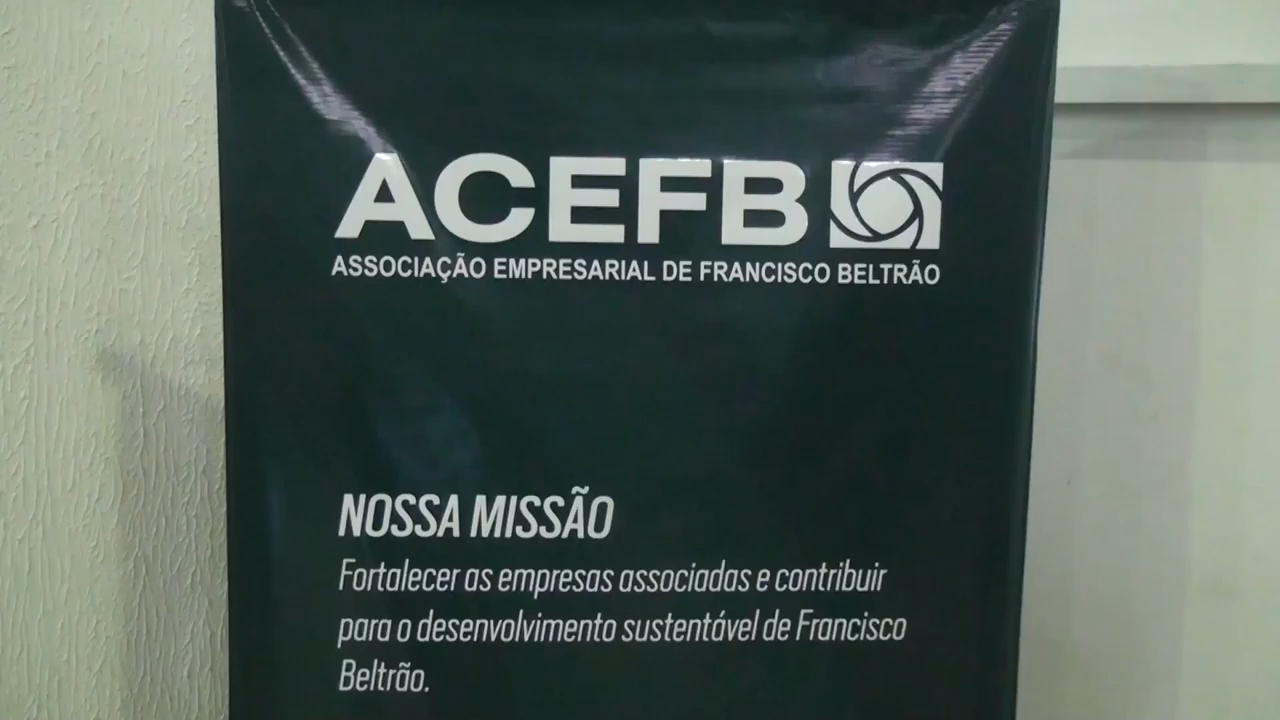 ACEFB
ASSOCIAÇÃO EMPRESARIAL DE FRANCISCO BELTRÃO
NOSSA MISSÃO
Fortalecer as empresas associadas e contribuir
para o desenvolvimento sustentável de Francisco
Beltrão.